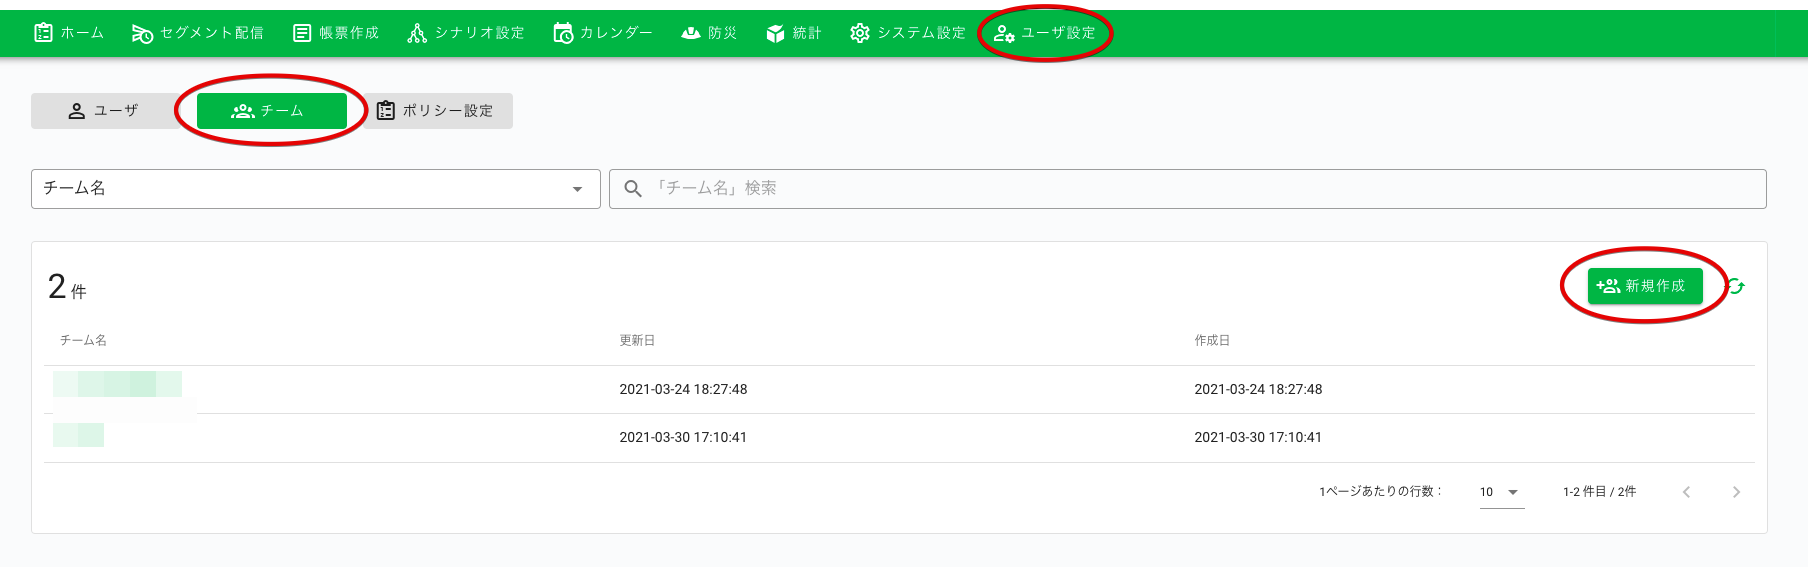 ホーム セグメント配信 帳票作成 シナリオ設定 カレンダー 防災 統計 システム設定 ユーザ設定
ユーザ チーム ポリシー設定
チーム名 「チーム名」検索
2 件 新規作成
チーム名 更新日 作成日
2021-03-24 18:27:48 2021-03-24 18:27:48
2021-03-30 17:10:41 2021-03-30 17:10:41
1ページあたりの行数： 10 1-2 件目 / 2件